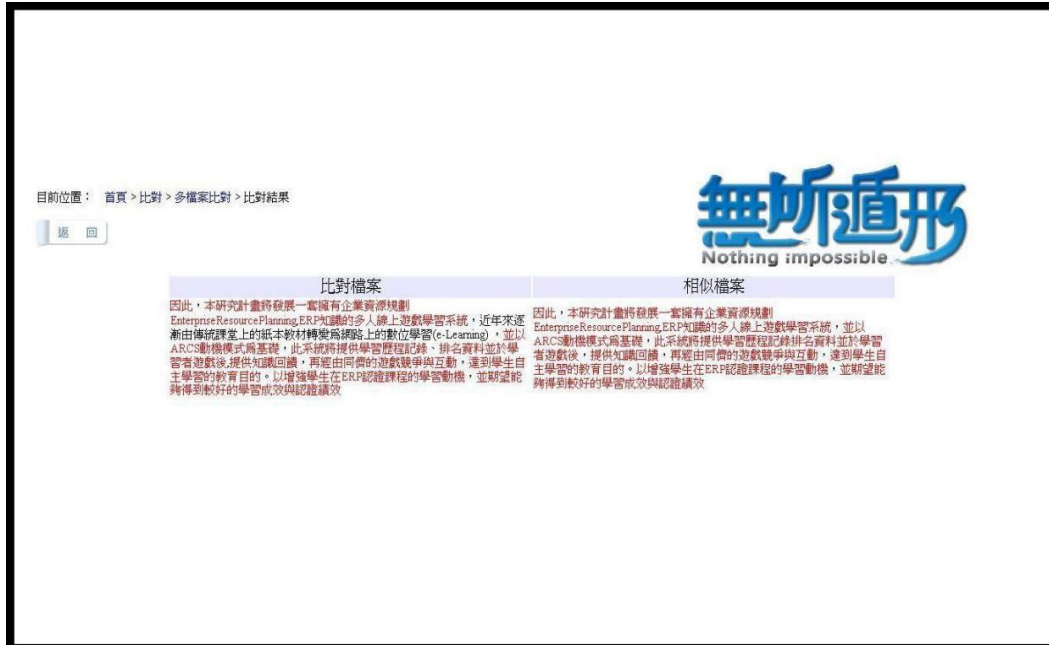 目前位置： 首頁 > 比對 > 多檔案比對 > 比對結果
返 回
無所遁形
Nothing impossible
比對檔案
因此，本研究計畫將發展一套擁有企業資源規劃
EnterpriseResourcePlanning,ERP知識的多人線上遊戲學習系統，近年來逐
漸由傳統課堂上的紙本教材轉變為網路上的數位學習(e-Learning) ，並以
ARCS動機模式為基礎，此系統將提供學習歷程記錄、排名資料並於學
習者遊戲後,提供知識回饋，再經由同儕的遊戲競爭與互動，達到學生自
主學習的教育目的。以增強學生在ERP認證課程的學習動機，並期望能
夠得到較好的學習成效與認證績效
相似檔案
因此，本研究計畫將發展一套擁有企業資源規劃
EnterpriseResourcePlanning,ERP知識的多人線上遊戲學習系統，並以
ARCS動機模式為基礎，此系統將提供學習歷程記錄排名資料並於學習
者遊戲後，提供知識回饋，再經由同儕的遊戲競爭與互動，達到學生自
主學習的教育目的。以增強學生在ERP認證課程的學習動機，並期望能
夠得到較好的學習成效與認證績效